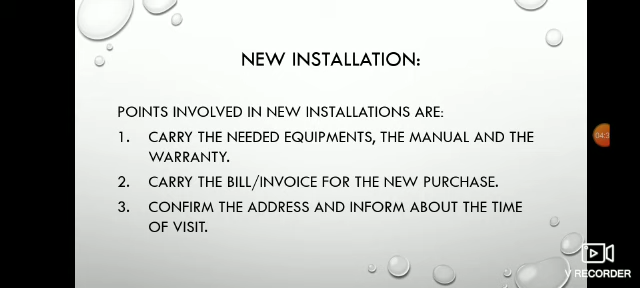 NEW INSTALLATION:
POINTS INVOLVED IN NEW INSTALLATIONS ARE:
1. CARRY THE NEEDED EQUIPMENTS, THE MANUAL AND THE
WARRANTY.
2. CARRY THE BILL/INVOICE FOR THE NEW PURCHASE.
3. CONFIRM THE ADDRESS AND INFORM ABOUT THE TIME
OF VISIT.
V RECORDER